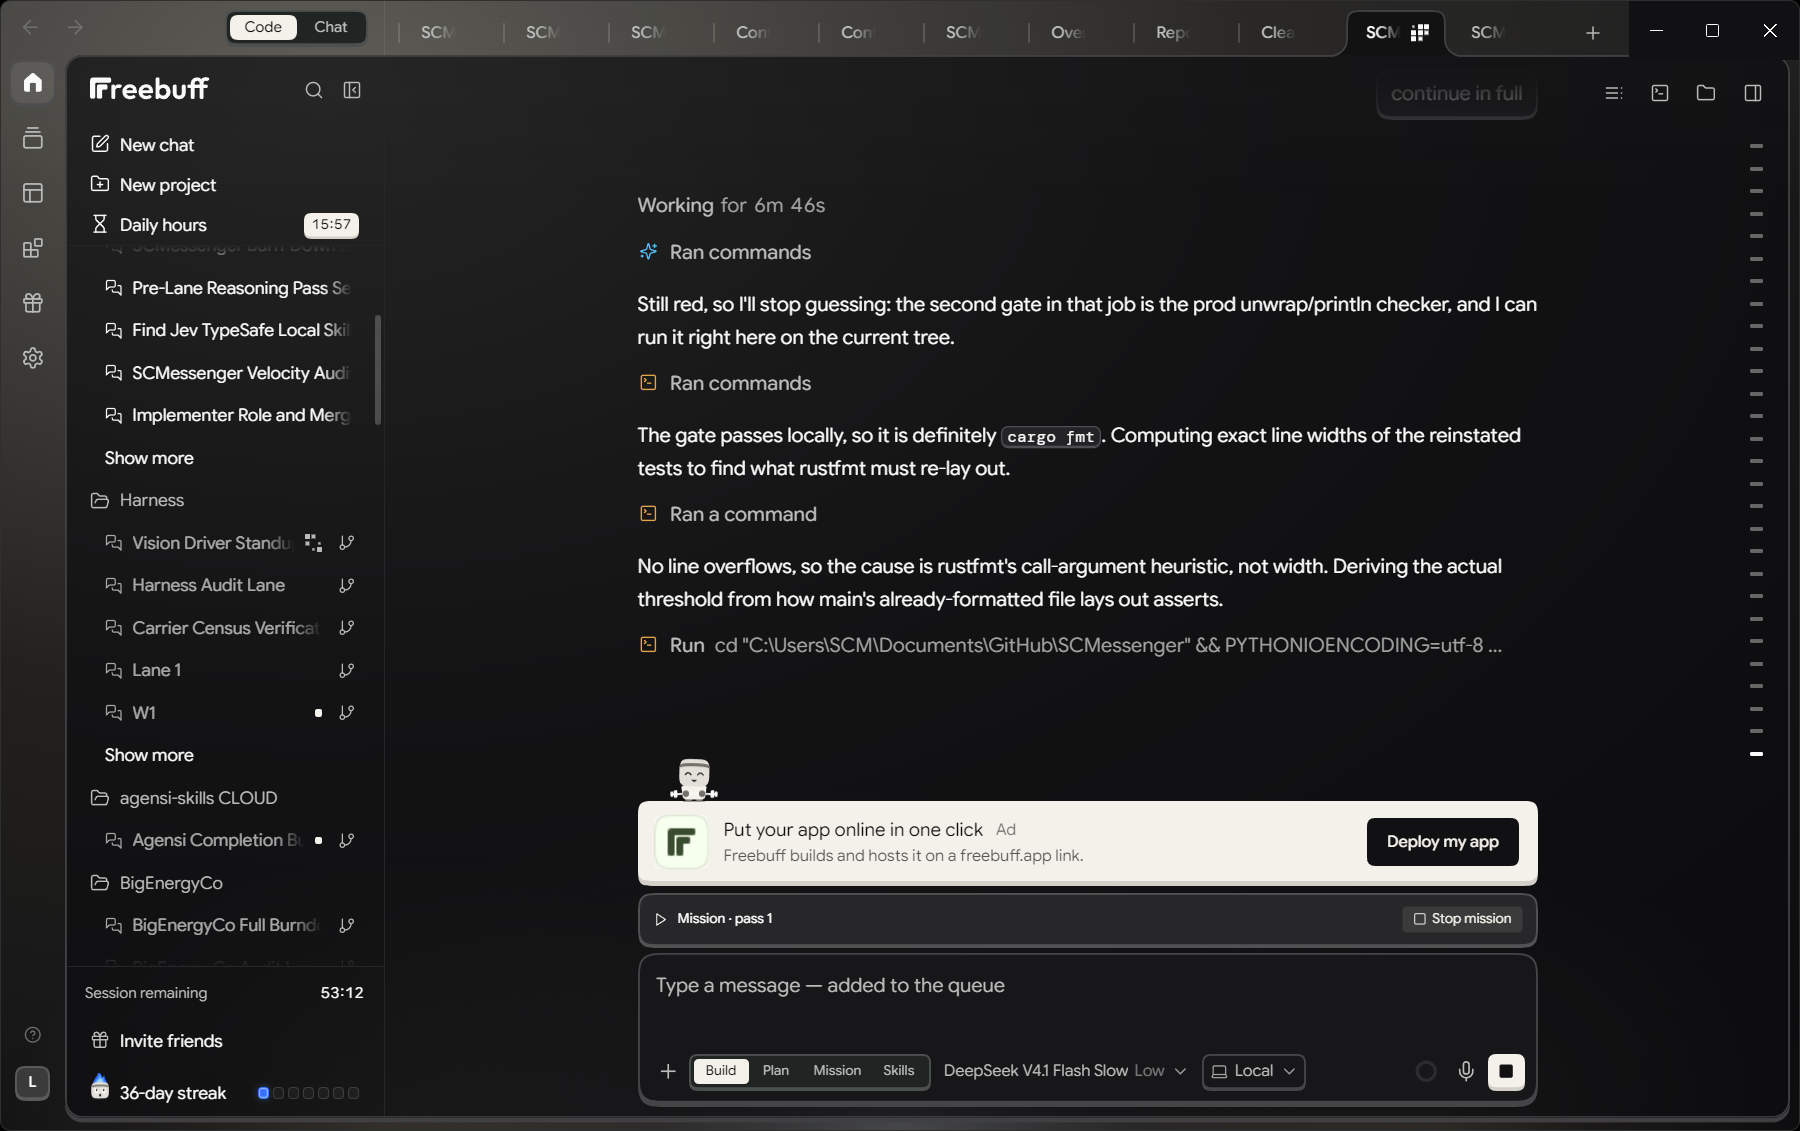 Code
Chat
SCM
SCM
SCM
Con
Con
SCM
Over
Repo
Clea
SCM
SCM
Freebuff
New chat
New project
Daily hours
15:57
SCMessenger Burn Down
Pre-Lane Reasoning Pass Se
Find Jev TypeSafe Local Skil
SCMessenger Velocity Audi
Implementer Role and Merg
Show more
Harness
Vision Driver Standu
Harness Audit Lane
Carrier Census Verificat
Lane 1
W1
Show more
agensi-skills CLOUD
Agensi Completion Bu
BigEnergyCo
BigEnergyCo Full Burndo
Session remaining
53:12
Invite friends
L
36-day streak
continue in full
Working for 6m 46s
Ran commands
Still red, so I'll stop guessing: the second gate in that job is the prod unwrap/println checker, and I can
run it right here on the current tree.
Ran commands
The gate passes locally, so it is definitely cargo fmt. Computing exact line widths of the reinstated
tests to find what rustfmt must re-lay out.
Ran a command
No line overflows, so the cause is rustfmt's call-argument heuristic, not width. Deriving the actual
threshold from how main's already-formatted file lays out asserts.
Run cd "C:\Users\SCM\Documents\GitHub\SCMessenger" && PYTHONIOENCODING=utf-8 ...
Put your app online in one click Ad
Freebuff builds and hosts it on a freebuff.app link.
Deploy my app
Mission · pass 1
Stop mission
Type a message — added to the queue
Build
Plan
Mission
Skills
DeepSeek V4.1 Flash Slow Low
Local